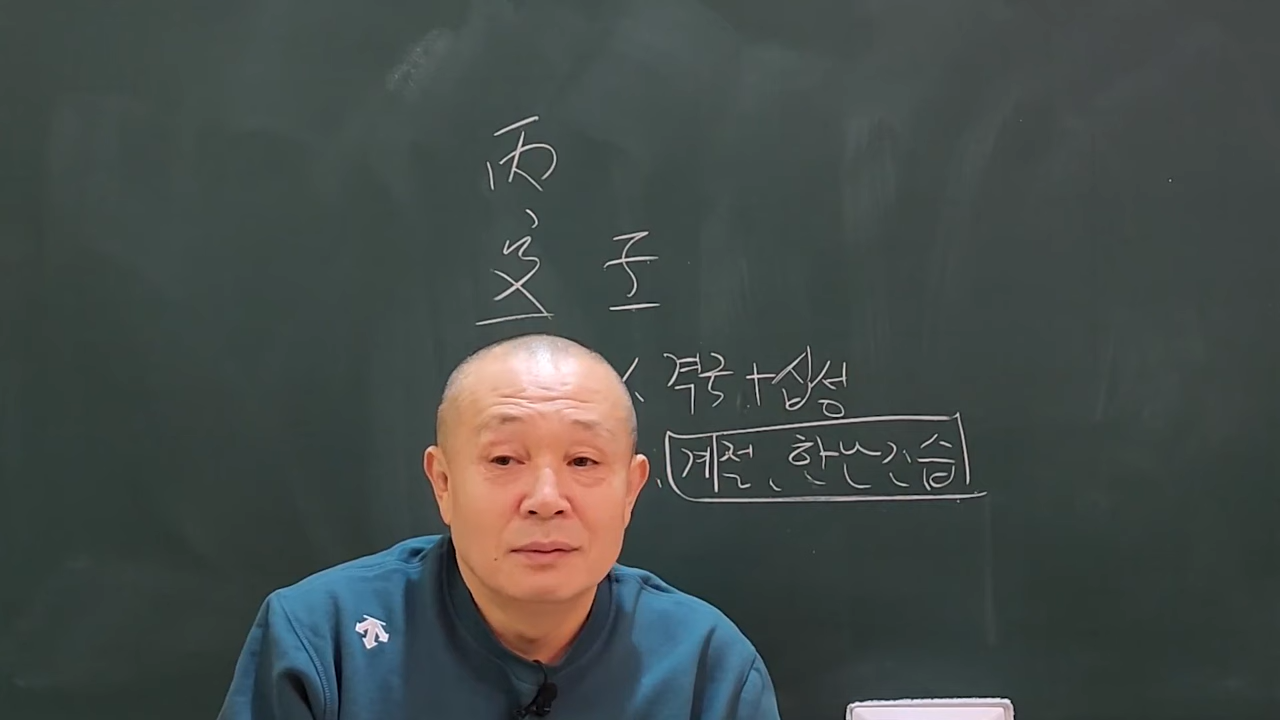 丙
亥 子
격국+십성
계절, 한난조습